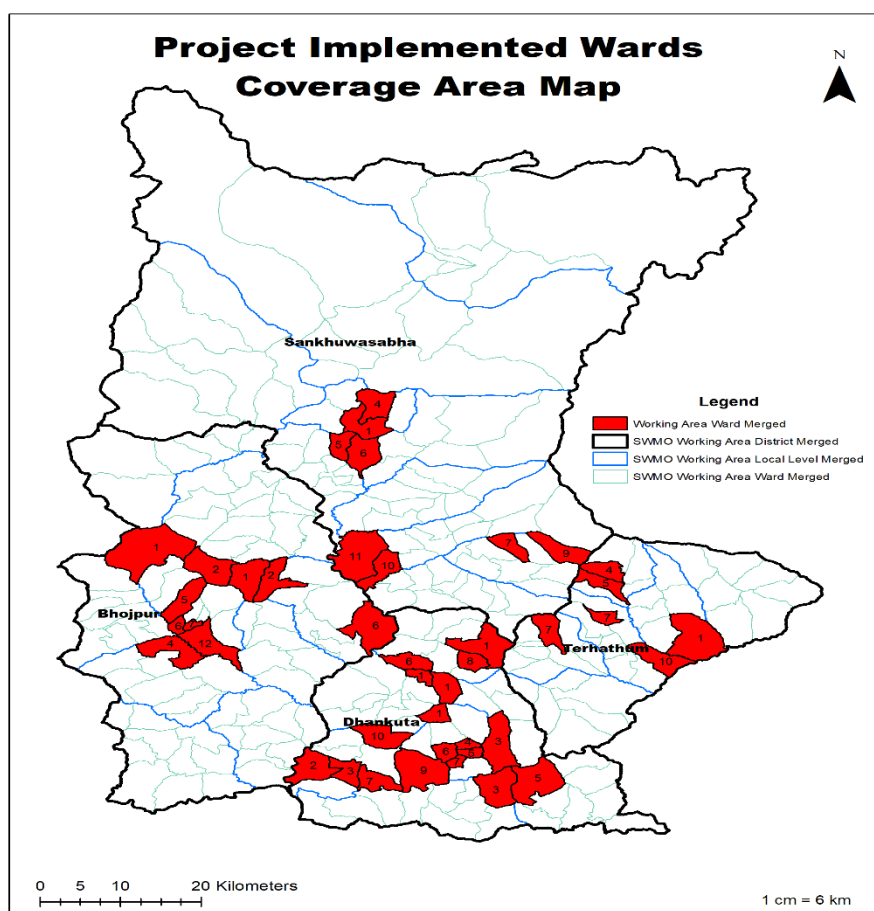 Project Implemented Wards
Coverage Area Map
N
Sankhuwasabha
4
1
5
6
Legend
Working Area Ward Merged
SWMO Working Area District Merged
SWMO Working Area Local Level Merged
SWMO Working Area Ward Merged
1
2
1
2
11
10
7
9
4
5
5
Bhojpur
6
12
4
6
7
7
Terhathum
1
10
1
8
6
1
1
1
Dhankuta
10
3
6
7
2
3
7
9
3
5
0 5 10 20 Kilometers
1 cm = 6 km